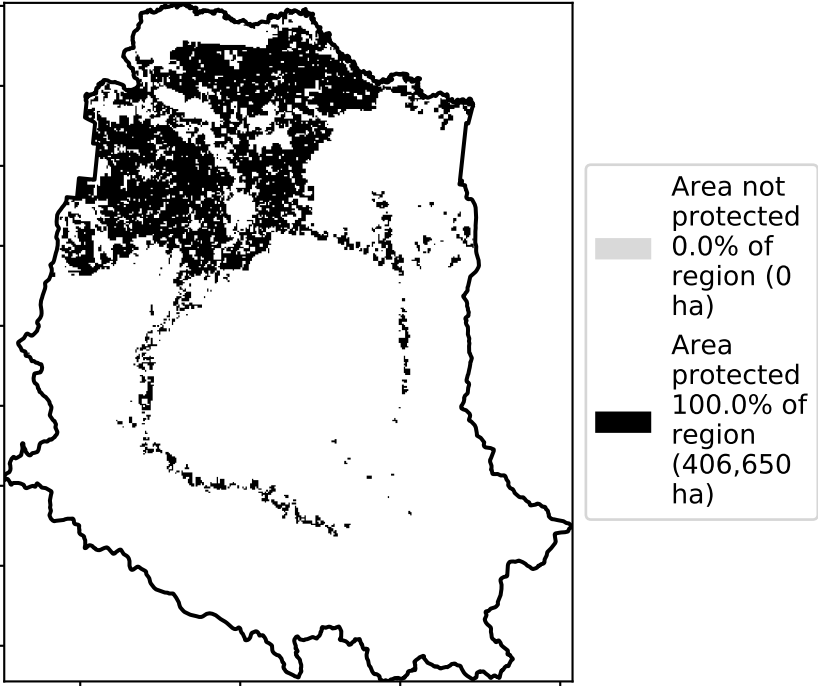 Area not
protected
0.0% of
region (0
ha)
Area
protected
100.0% of
region
(406,650
ha)